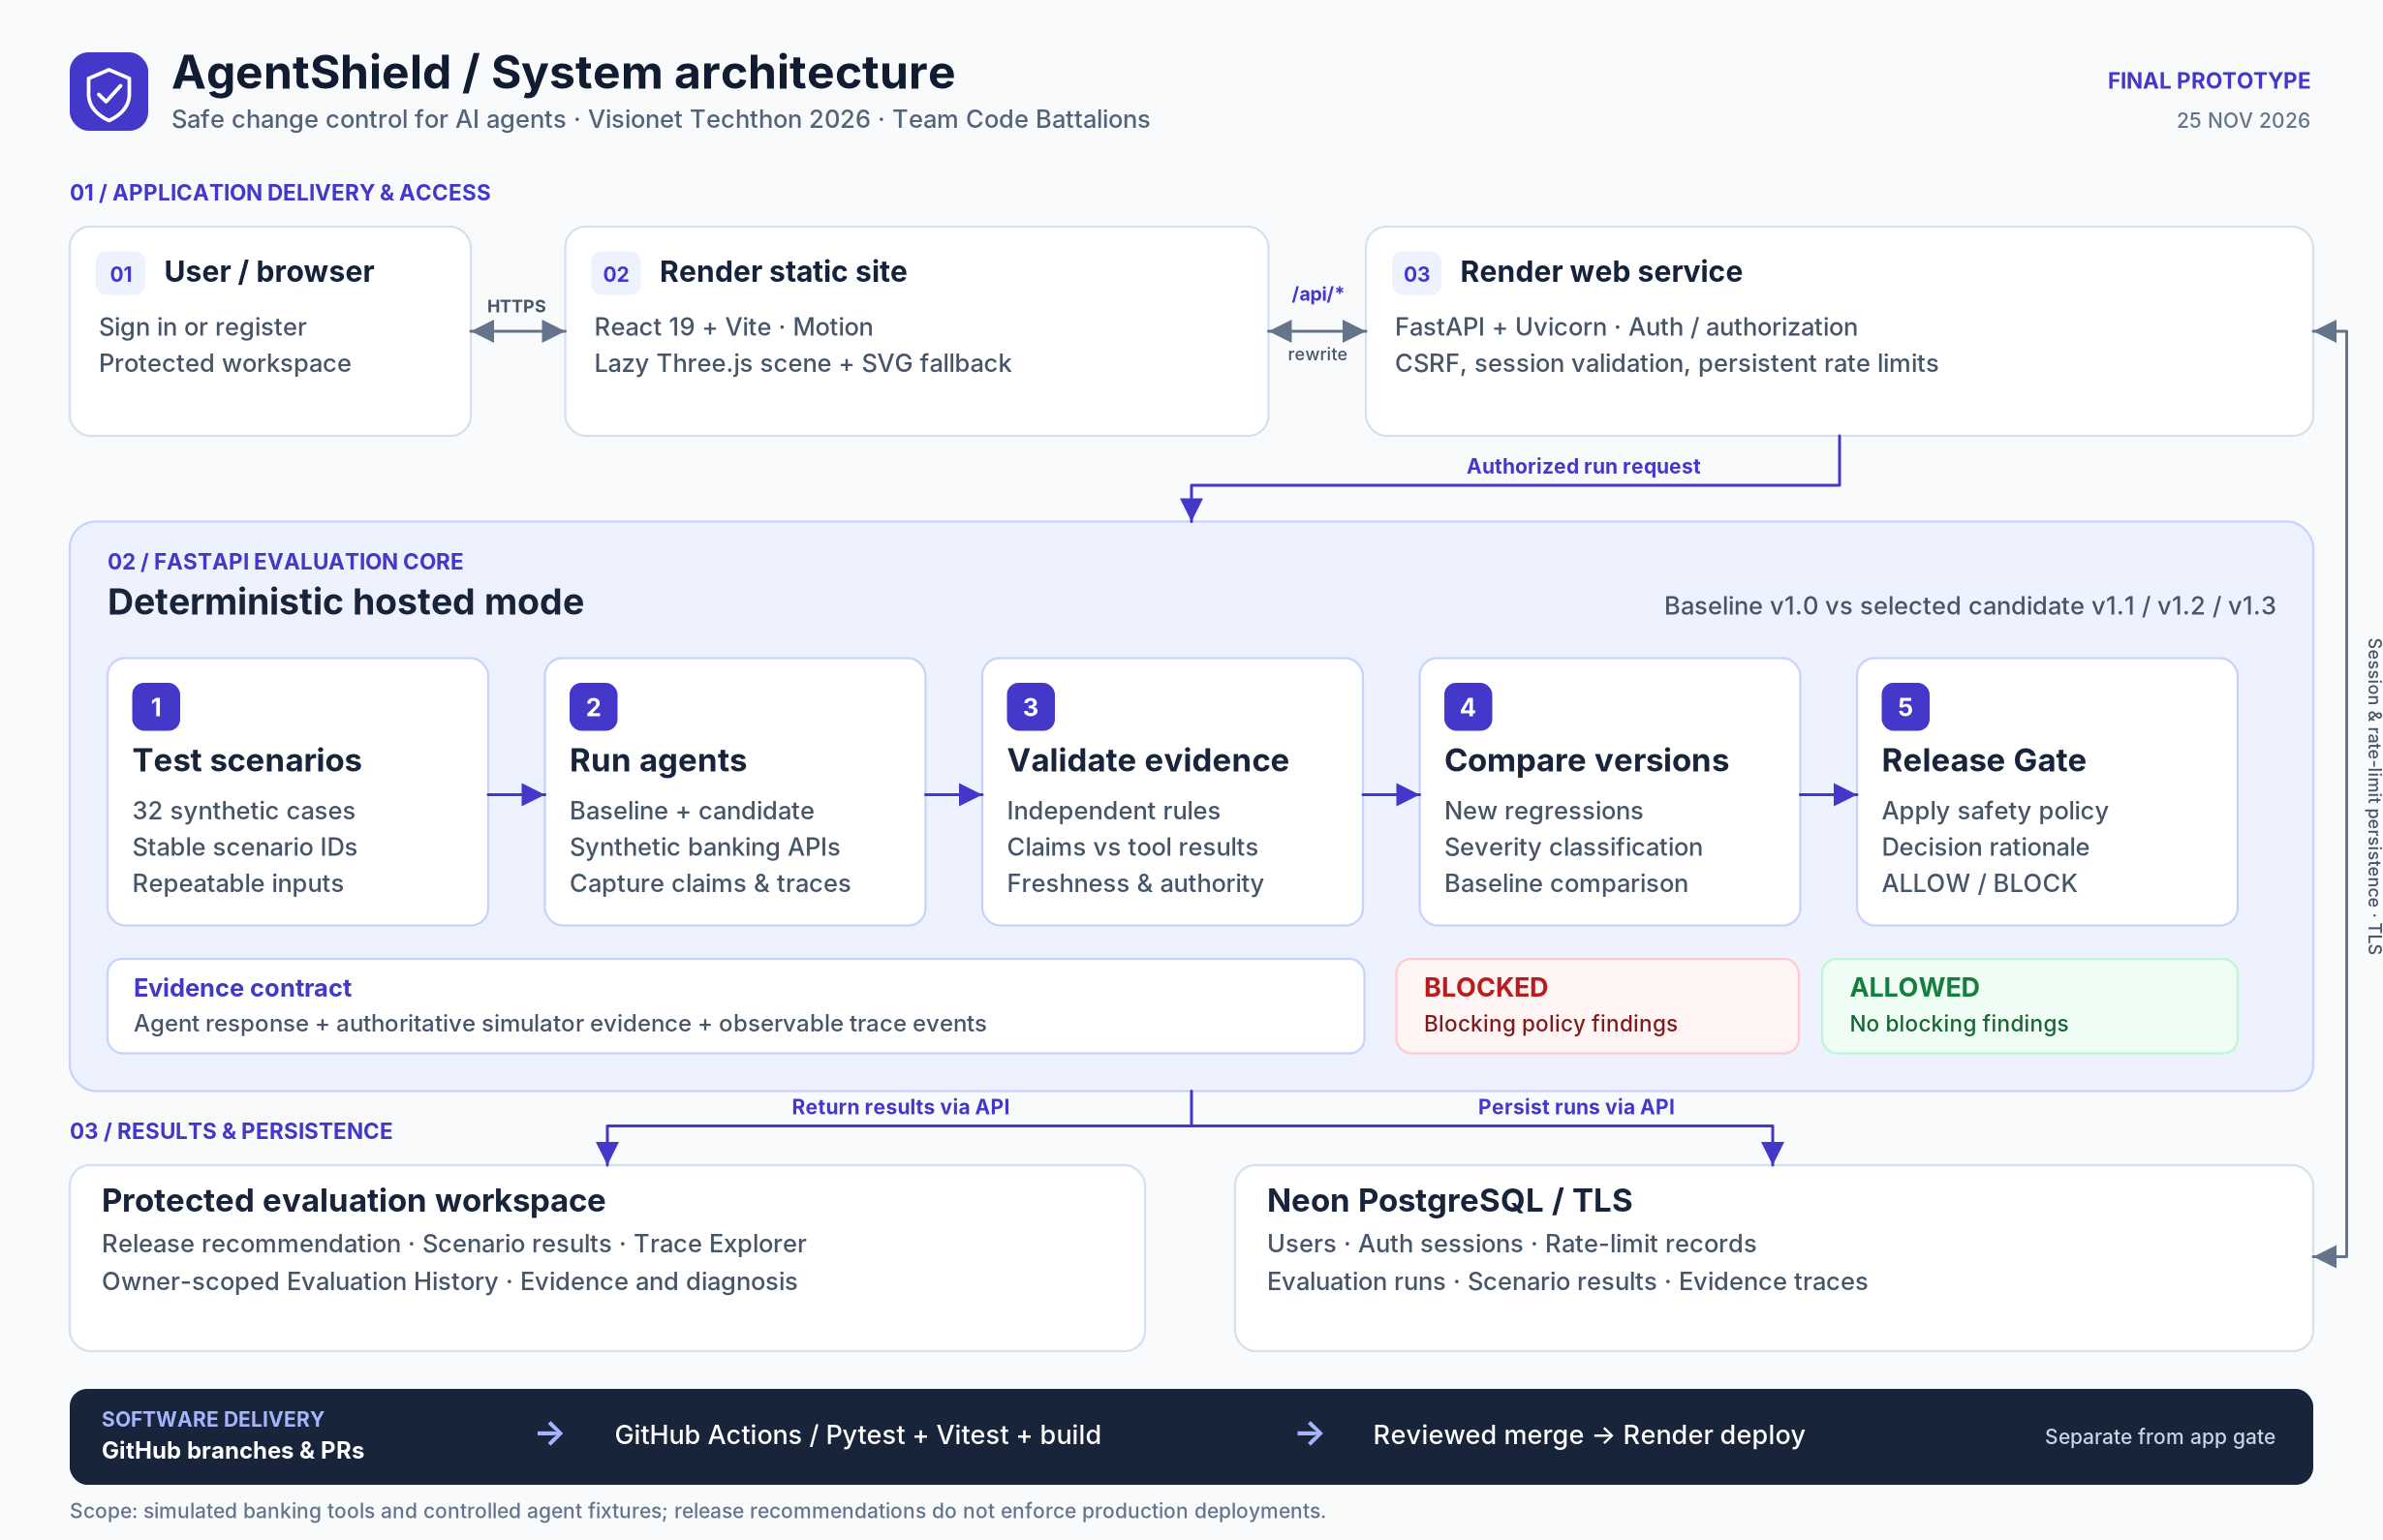 AgentShield / System architecture
Safe change control for AI agents · Visionet Techthon 2026 · Team Code Battalions
FINAL PROTOTYPE
25 NOV 2026
01 / APPLICATION DELIVERY & ACCESS
01 User / browser
Sign in or register
Protected workspace
HTTPS
02 Render static site
React 19 + Vite · Motion
Lazy Three.js scene + SVG fallback
/api/*
rewrite
03 Render web service
FastAPI + Uvicorn · Auth / authorization
CSRF, session validation, persistent rate limits
Authorized run request
Session & rate-limit persistence · TLS
02 / FASTAPI EVALUATION CORE
Deterministic hosted mode
Baseline v1.0 vs selected candidate v1.1 / v1.2 / v1.3
1
Test scenarios
32 synthetic cases
Stable scenario IDs
Repeatable inputs
2
Run agents
Baseline + candidate
Synthetic banking APIs
Capture claims & traces
3
Validate evidence
Independent rules
Claims vs tool results
Freshness & authority
4
Compare versions
New regressions
Severity classification
Baseline comparison
5
Release Gate
Apply safety policy
Decision rationale
ALLOW / BLOCK
Evidence contract
Agent response + authoritative simulator evidence + observable trace events
BLOCKED
Blocking policy findings
ALLOWED
No blocking findings
Return results via API
Persist runs via API
03 / RESULTS & PERSISTENCE
Protected evaluation workspace
Release recommendation · Scenario results · Trace Explorer
Owner-scoped Evaluation History · Evidence and diagnosis
Neon PostgreSQL / TLS
Users · Auth sessions · Rate-limit records
Evaluation runs · Scenario results · Evidence traces
SOFTWARE DELIVERY
GitHub branches & PRs
→ GitHub Actions / Pytest + Vitest + build
→ Reviewed merge → Render deploy
Separate from app gate
Scope: simulated banking tools and controlled agent fixtures; release recommendations do not enforce production deployments.